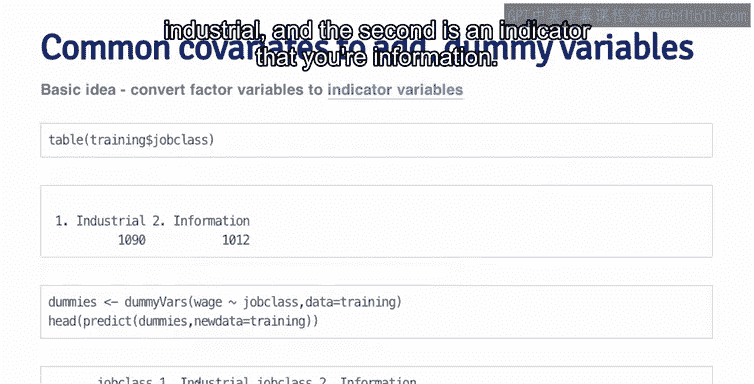 industrial, and the second is an indicator
that you're information.
Common covariates to add, dummy variables
Basic idea - convert factor variables to indicator variables
table(training$jobclass)
1. Industrial 2. Information
1090 1012
dummies <- dummyVars(wage ~ jobclass,data=training)
head(predict(dummies,newdata=training))
jobclass.1. Industrial jobclass.2. Information